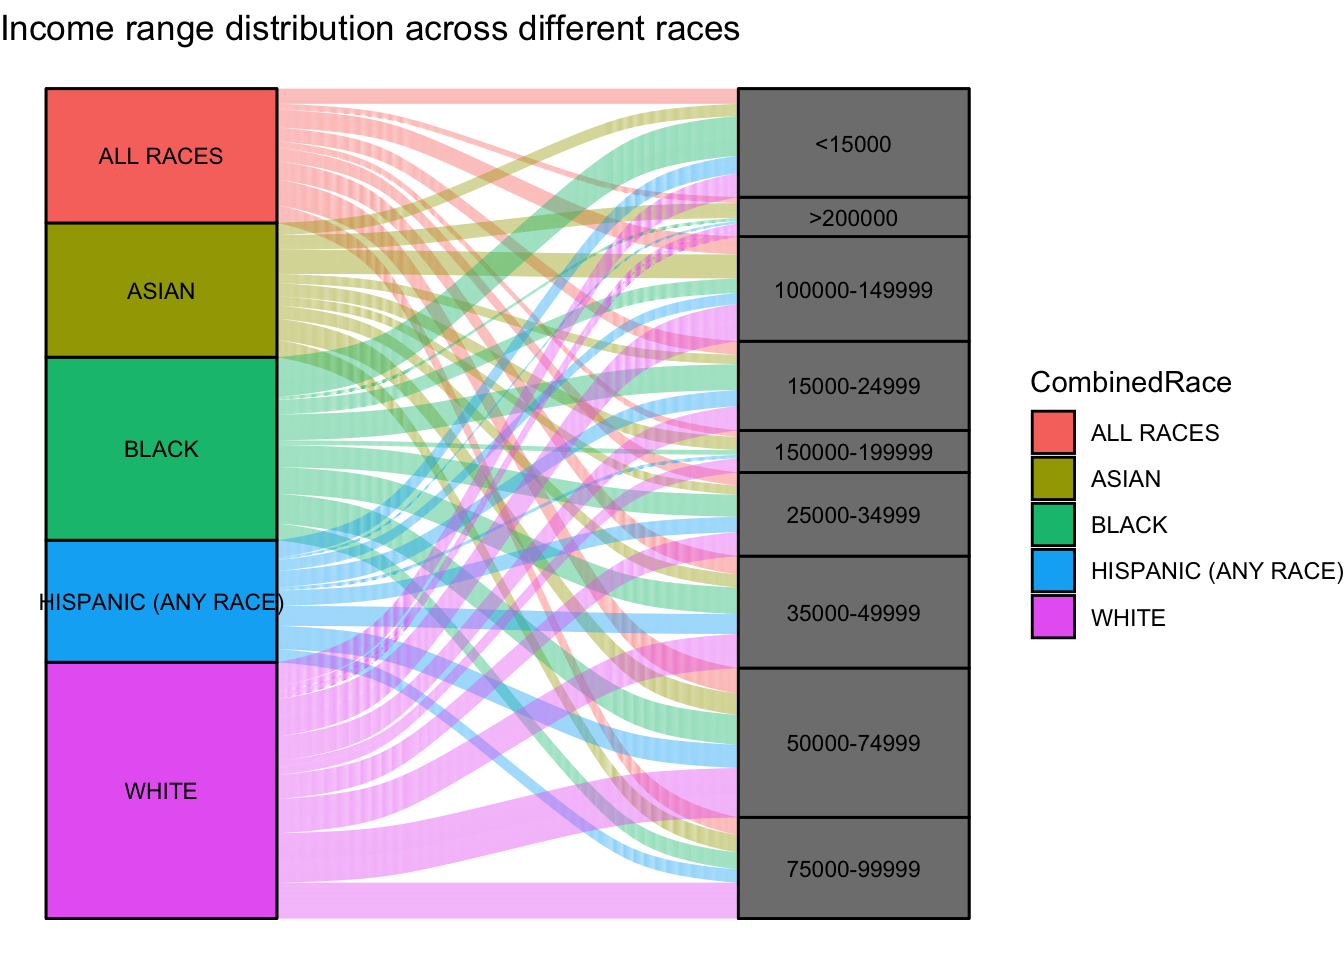 Income range distribution across different races
ALL RACES
ASIAN
BLACK
HISPANIC (ANY RACE)
WHITE
<15000
>200000
100000-149999
15000-24999
150000-199999
25000-34999
35000-49999
50000-74999
75000-99999
CombinedRace
ALL RACES
ASIAN
BLACK
HISPANIC (ANY RACE)
WHITE